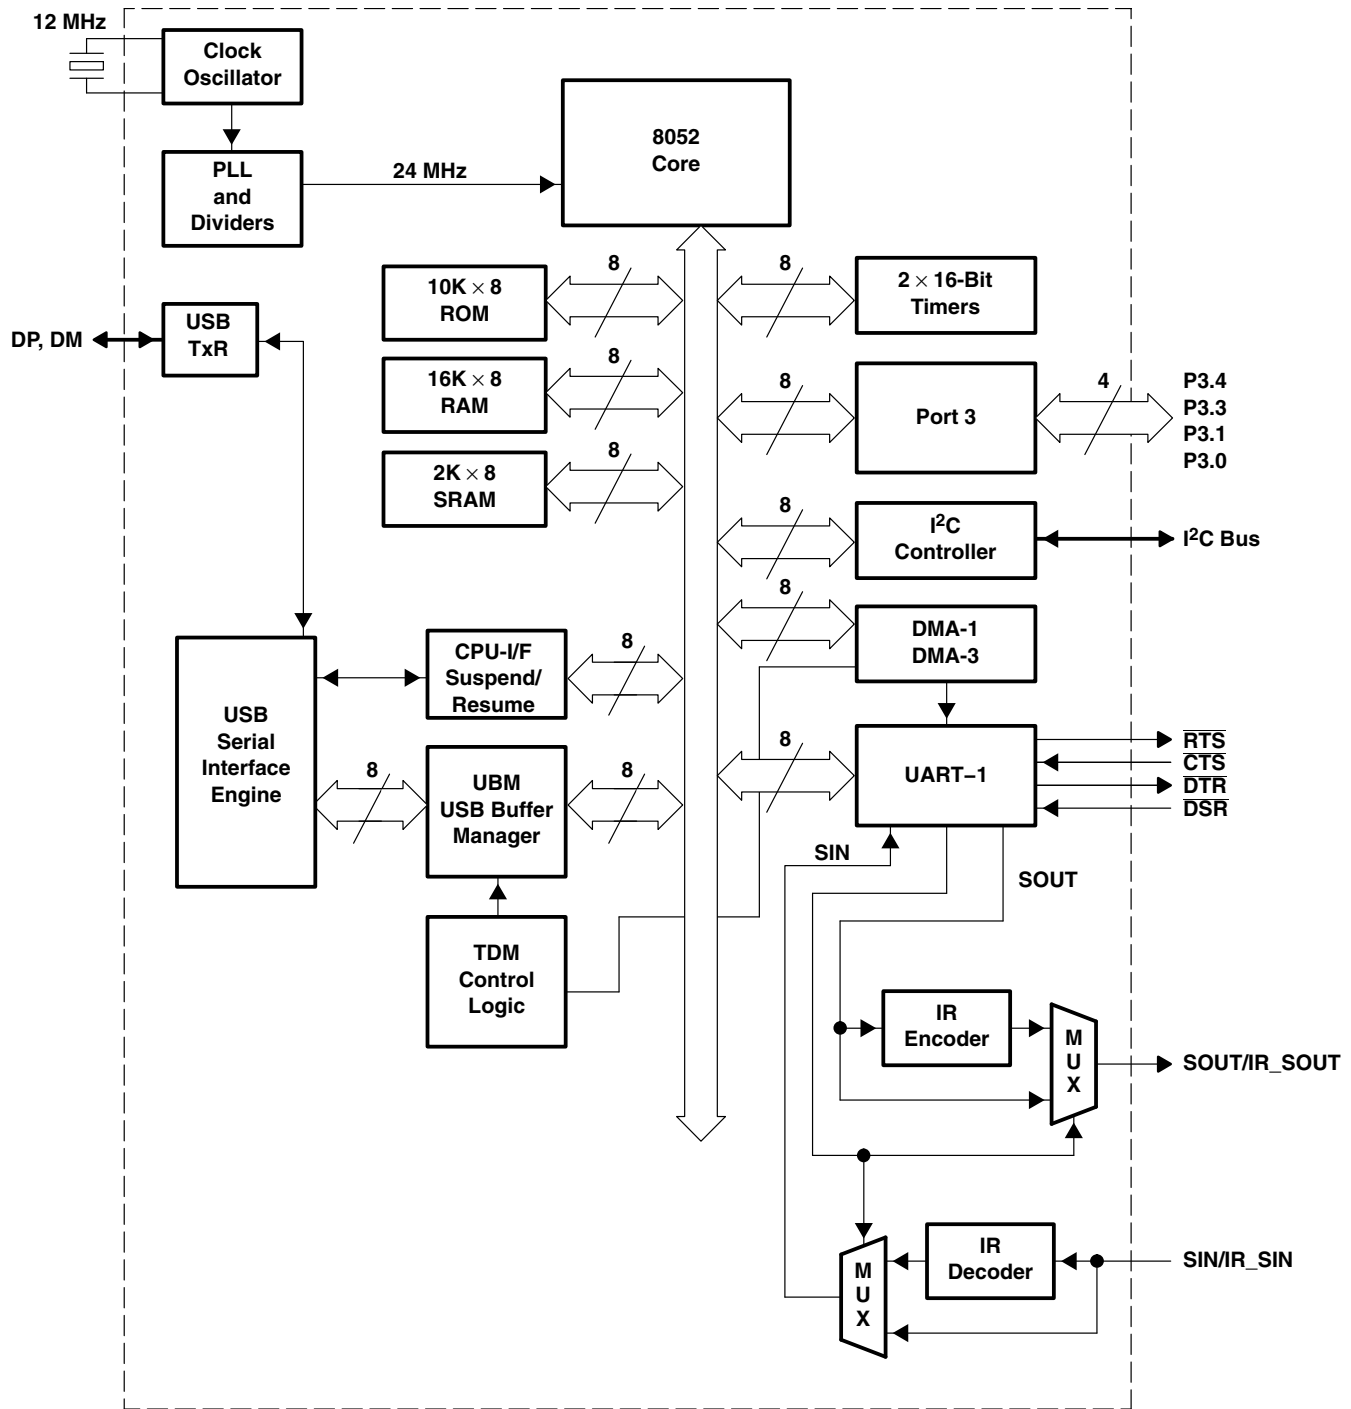 12 MHz
Clock
Oscillator
8052
Core
PLL
and
Dividers
24 MHz
10K × 8
ROM
8
8
2 × 16-Bit
Timers
DP, DM
USB
TxR
16K × 8
RAM
8
8
Port 3
4
P3.4
P3.3
P3.1
P3.0
2K × 8
SRAM
8
8
I²C
Controller
I²C Bus
8
DMA-1
DMA-3
CPU-I/F
Suspend/
Resume
8
USB
Serial
Interface
Engine
8
UBM
USB Buffer
Manager
8
8
UART−1
RTS
CTS
DTR
DSR
SIN
SOUT
TDM
Control
Logic
IR
Encoder
M
U
X
SOUT/IR_SOUT
M
U
X
IR
Decoder
SIN/IR_SIN